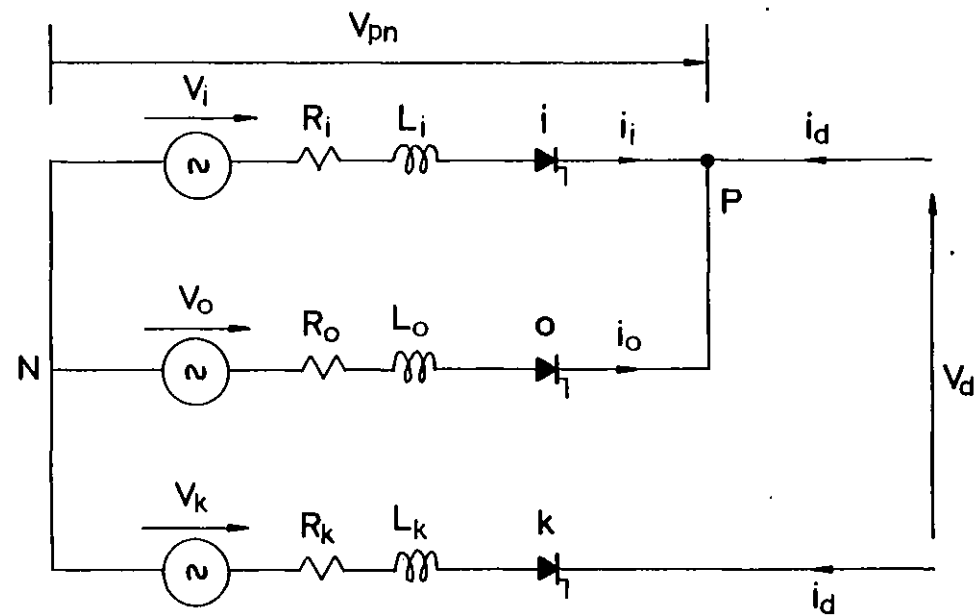 Vpn
Vi
Ri Li i ii id
P
Vo
Ro Lo o io
N
Vd
Vk
Rk Lk k
id